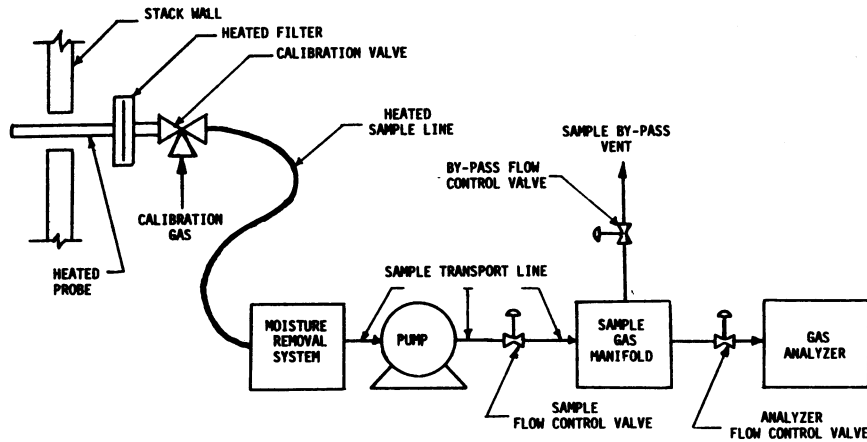 STACK WALL
HEATED FILTER
CALIBRATION VALVE
HEATED
SAMPLE LINE
SAMPLE BY-PASS
VENT
BY-PASS FLOW
CONTROL VALVE
CALIBRATION
GAS
HEATED
PROBE
SAMPLE TRANSPORT LINE
MOISTURE
REMOVAL
SYSTEM
PUMP
SAMPLE
GAS
MANIFOLD
GAS
ANALYZER
SAMPLE
FLOW CONTROL VALVE
ANALYZER
FLOW CONTROL VALVE